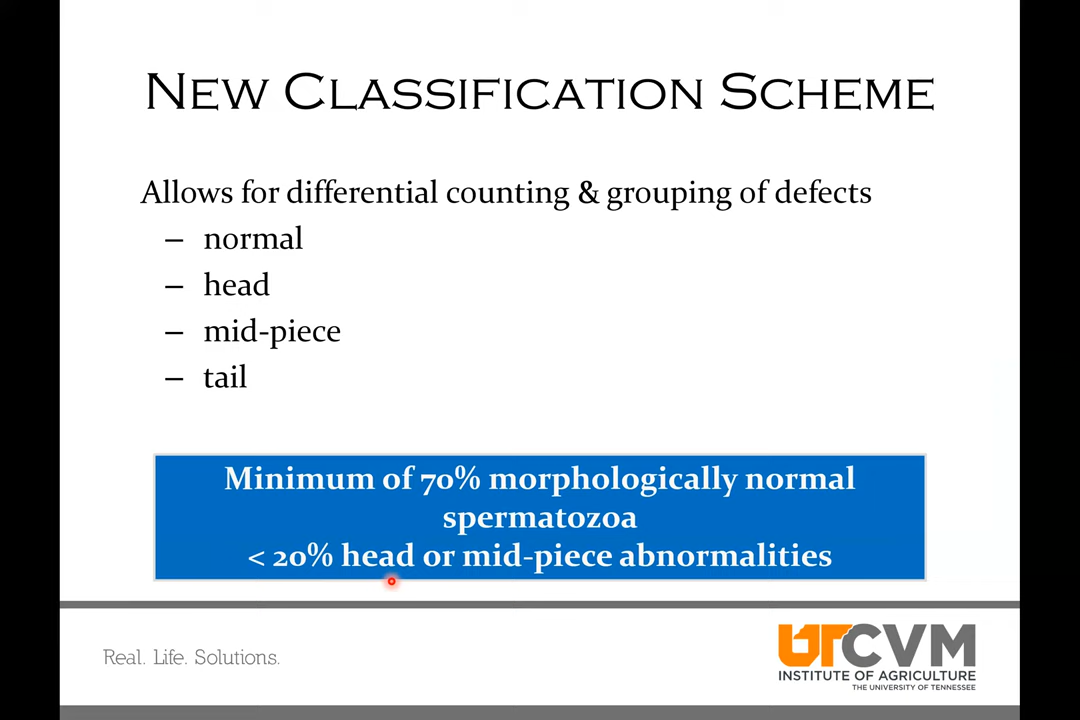 New Classification Scheme
Allows for differential counting & grouping of defects
– normal
– head
– mid-piece
– tail
Minimum of 70% morphologically normal
spermatozoa
< 20% head or mid-piece abnormalities
Real. Life. Solutions.
UTCVM
INSTITUTE OF AGRICULTURE
THE UNIVERSITY OF TENNESSEE